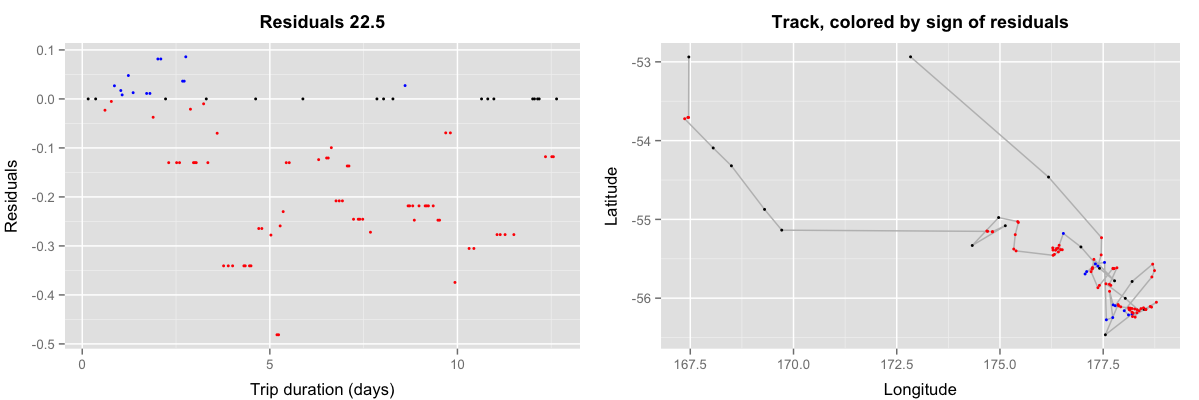 Residuals 22.5
0.1
0.0
-0.1
-0.2
-0.3
-0.4
-0.5
Residuals
0 5 10
Trip duration (days)
Track, colored by sign of residuals
-53
-54
-55
-56
Latitude
167.5 170.0 172.5 175.0 177.5
Longitude